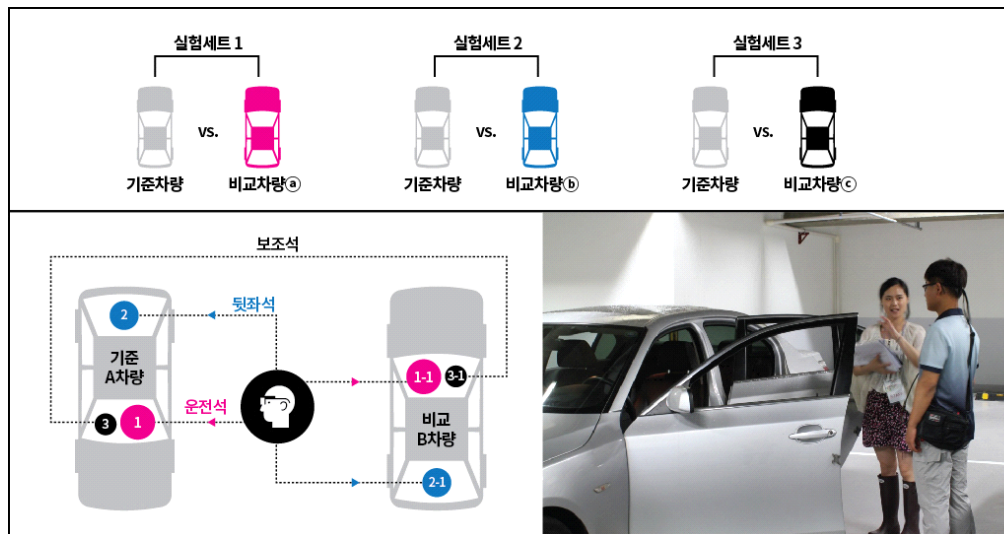 실험세트 1
실험세트 2
실험세트 3
vs.
vs.
vs.
기준차량
비교차량ⓐ
기준차량
비교차량ⓑ
기준차량
비교차량ⓒ
보조석
2
뒷좌석
기준
A차량
1-1
3-1
3
1
운전석
비교
B차량
2-1